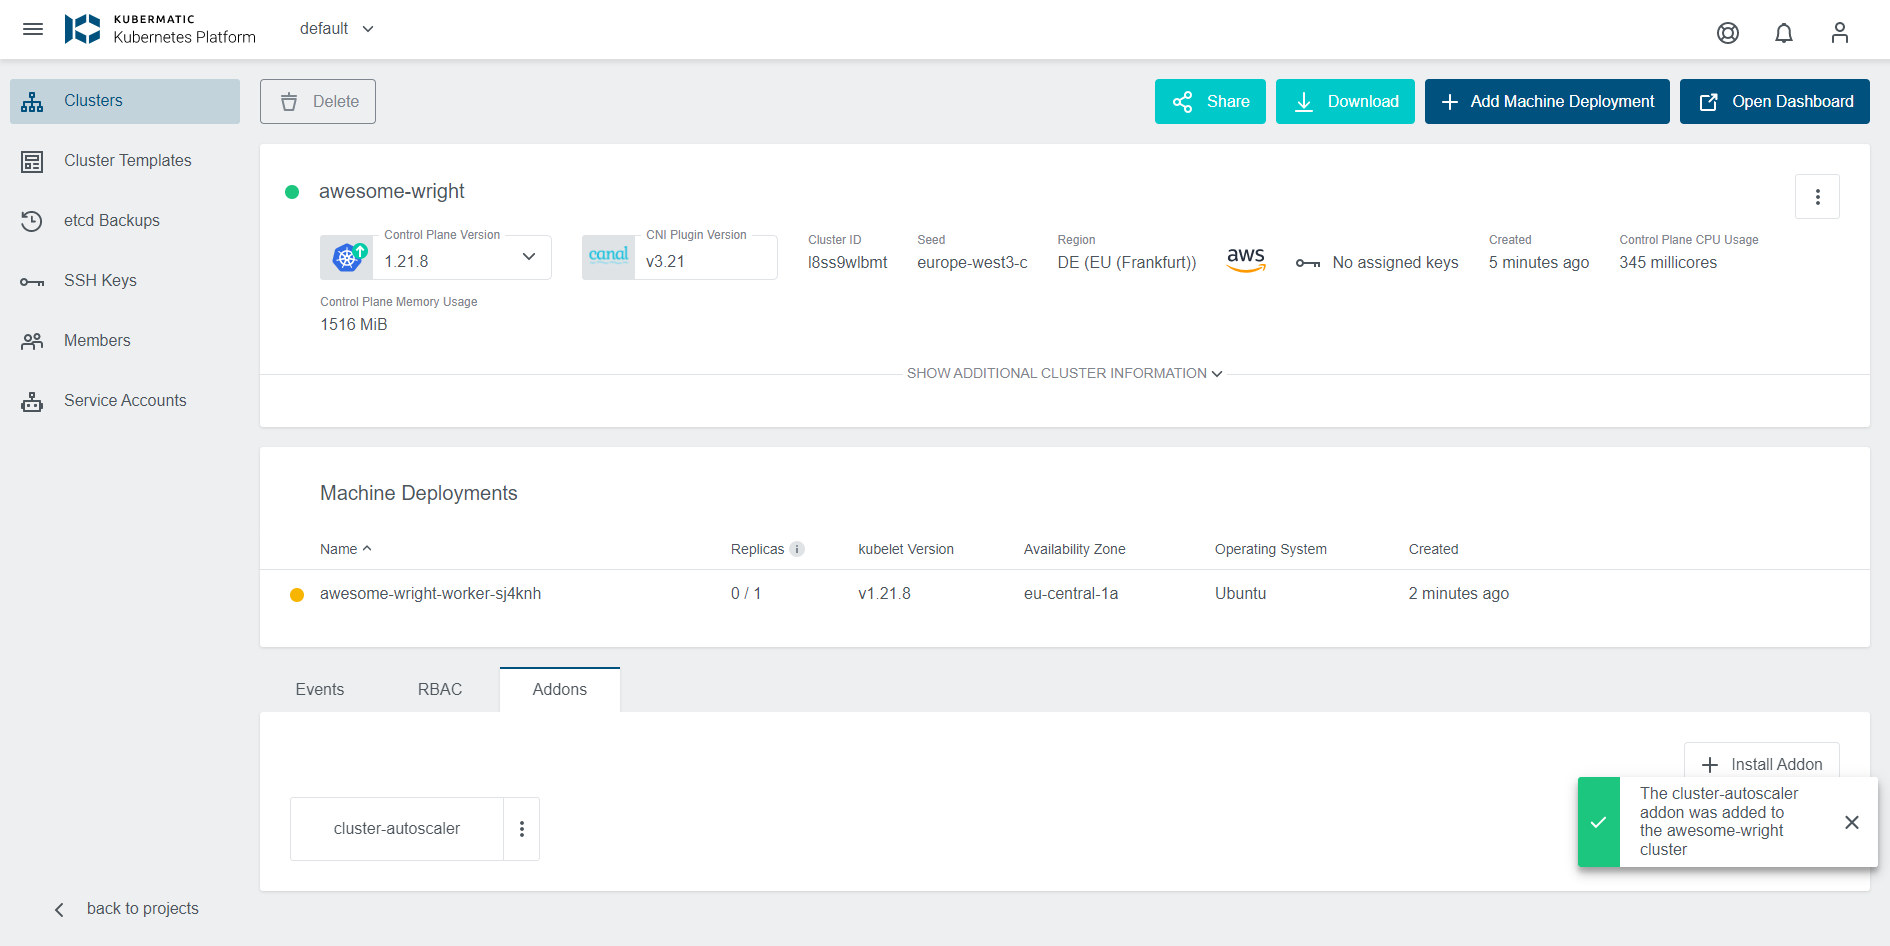 KUBERMATIC
Kubernetes Platform
default
Clusters
Cluster Templates
etcd Backups
SSH Keys
Members
Service Accounts
back to projects
Delete
Share
Download
Add Machine Deployment
Open Dashboard
awesome-wright
Control Plane Version
1.21.8
canal
CNI Plugin Version
v3.21
Cluster ID
l8ss9wlbmt
Seed
europe-west3-c
Region
DE (EU (Frankfurt))
aws
No assigned keys
Created
5 minutes ago
Control Plane CPU Usage
345 millicores
Control Plane Memory Usage
1516 MiB
SHOW ADDITIONAL CLUSTER INFORMATION
Machine Deployments
Name Replicas kubelet Version Availability Zone Operating System Created
awesome-wright-worker-sj4knh 0 / 1 v1.21.8 eu-central-1a Ubuntu 2 minutes ago
Events RBAC Addons
Install Addon
cluster-autoscaler
The cluster-autoscaler
addon was added to
the awesome-wright
cluster